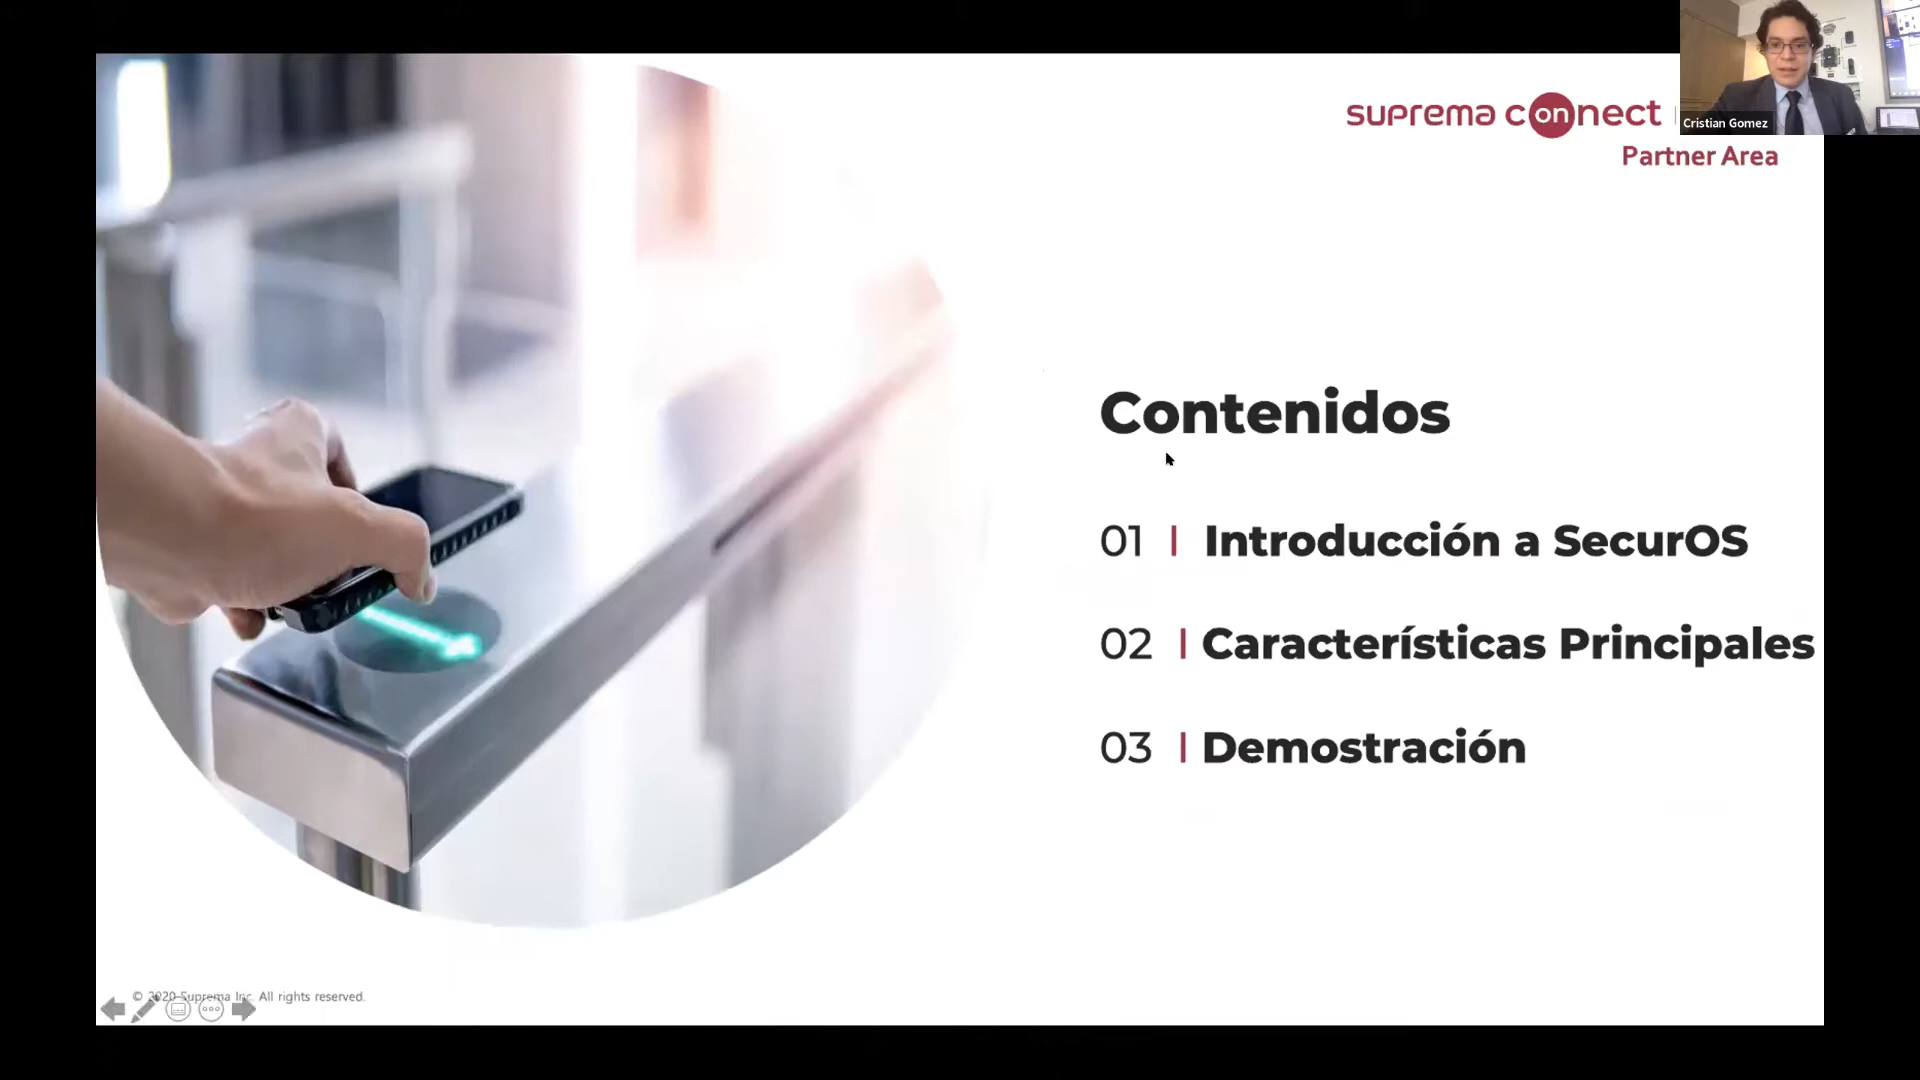 suprema connect
Partner Area
Cristian Gomez
Contenidos
01 | Introducción a SecurOS
02 | Características Principales
03 | Demostración
© 2020 Suprema Inc. All rights reserved.